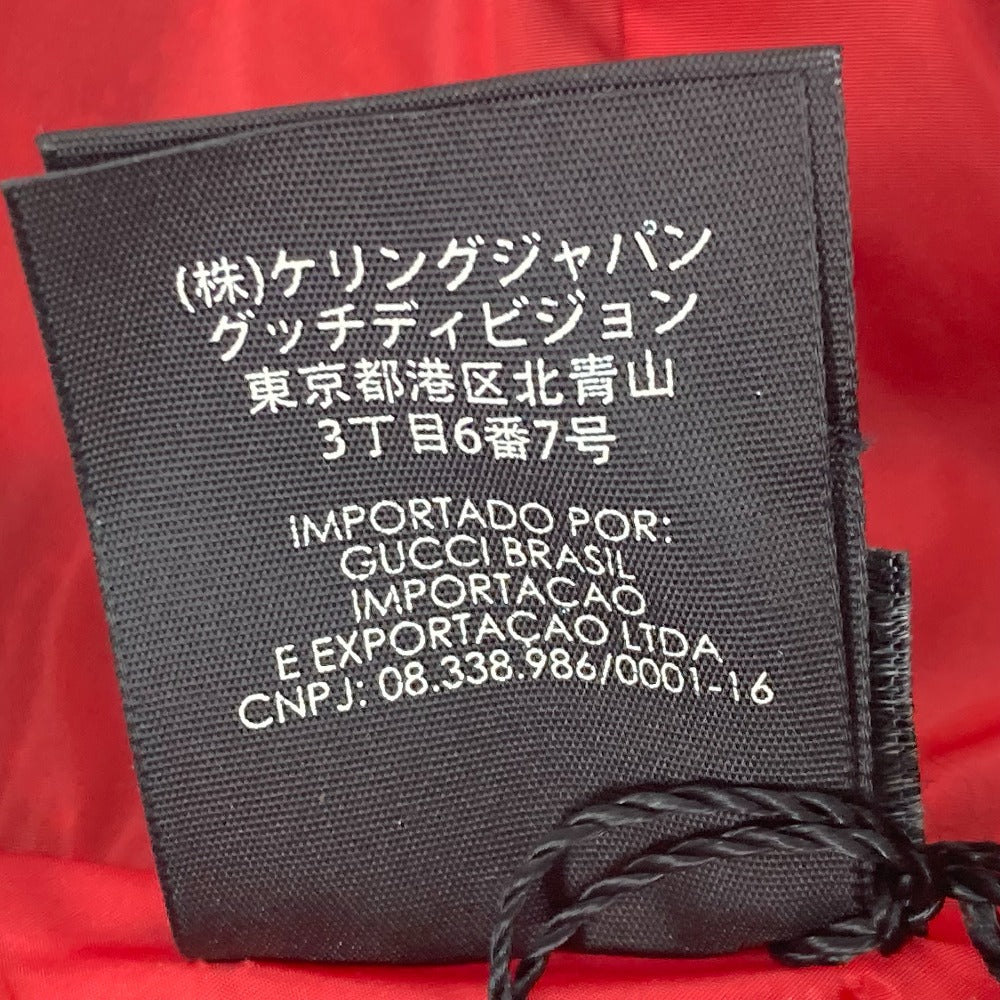 (株)ケリングジャパン
グッチディビジョン
東京都港区北青山
3丁目6番7号
IMPORTADO POR:
GUCCI BRASIL
IMPORTAÇAO
E EXPORTAÇÃO LTDA
CNPJ: 08.338.986/0001-16